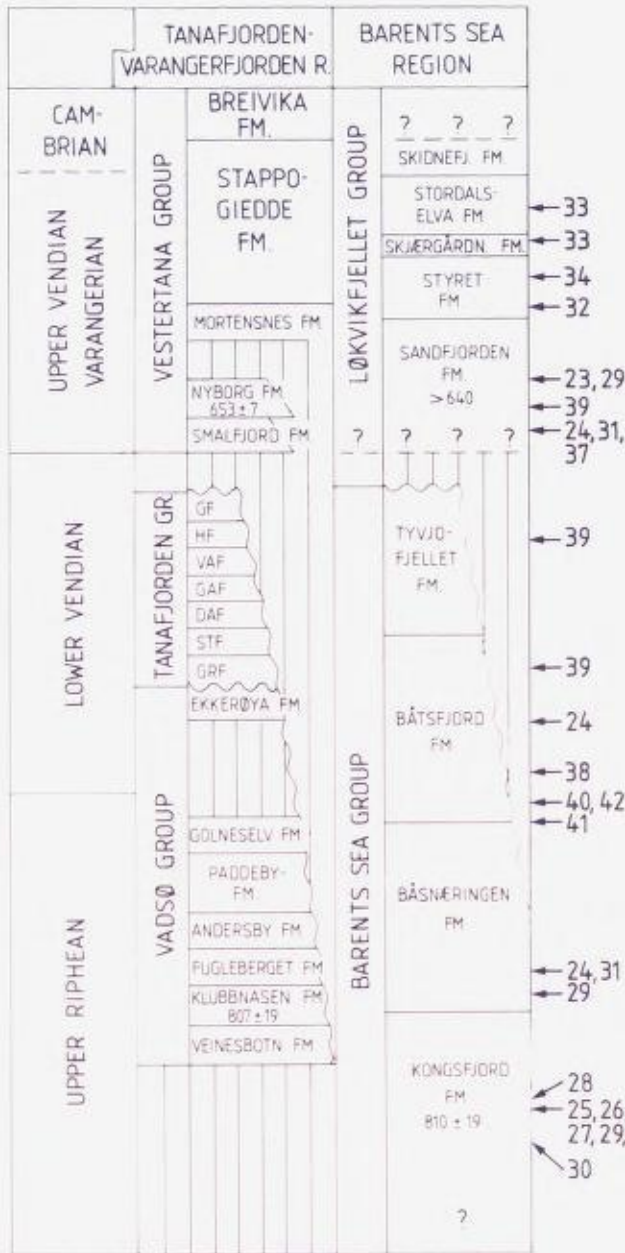 TANAFJORDEN-
VARANGERFJORDEN R.
BARENTS SEA
REGION
CAM-
BRIAN
UPPER VENDIAN
VARANGERIAN
LOWER VENDIAN
UPPER RIPHEAN
VESTERTANA GROUP
TANAFJORDEN GR.
VADSØ GROUP
BREIVIKA
FM.
STAPPO-
GIEDDE
FM.
MORTENSNES FM
NYBORG FM.
653 ± 7
SMALFJORD FM
GF
HF
VAF
GAF
DAF
STF
GRF
EKKERØYA FM
GOLNESELV FM
PADDEBY-
FM.
ANDERSBY FM
FUGLEBERGET FM
KLUBBNASEN FM
807 ± 19
VEINESBOTN FM
LØKVIKFJELLET GROUP
?
BARENTS SEA GROUP
? ? ?
SKIDNEFJ. FM.
STORDALS-
ELVA FM
SKJÆRGÅRDN. FM.
STYRET
FM
SANDFJORDEN
FM.
>640
? ? ?
TYVJO-
FJELLET
FM.
BÅTSFJORD
FM
BÅSNÆRINGEN
FM
KONGSFJORD
FM
810 ± 19
?
33
33
34
32
23, 29
39
24, 31,
37
39
39
24
38
40, 42
41
24, 31
29
28
25, 26
27, 29,
30